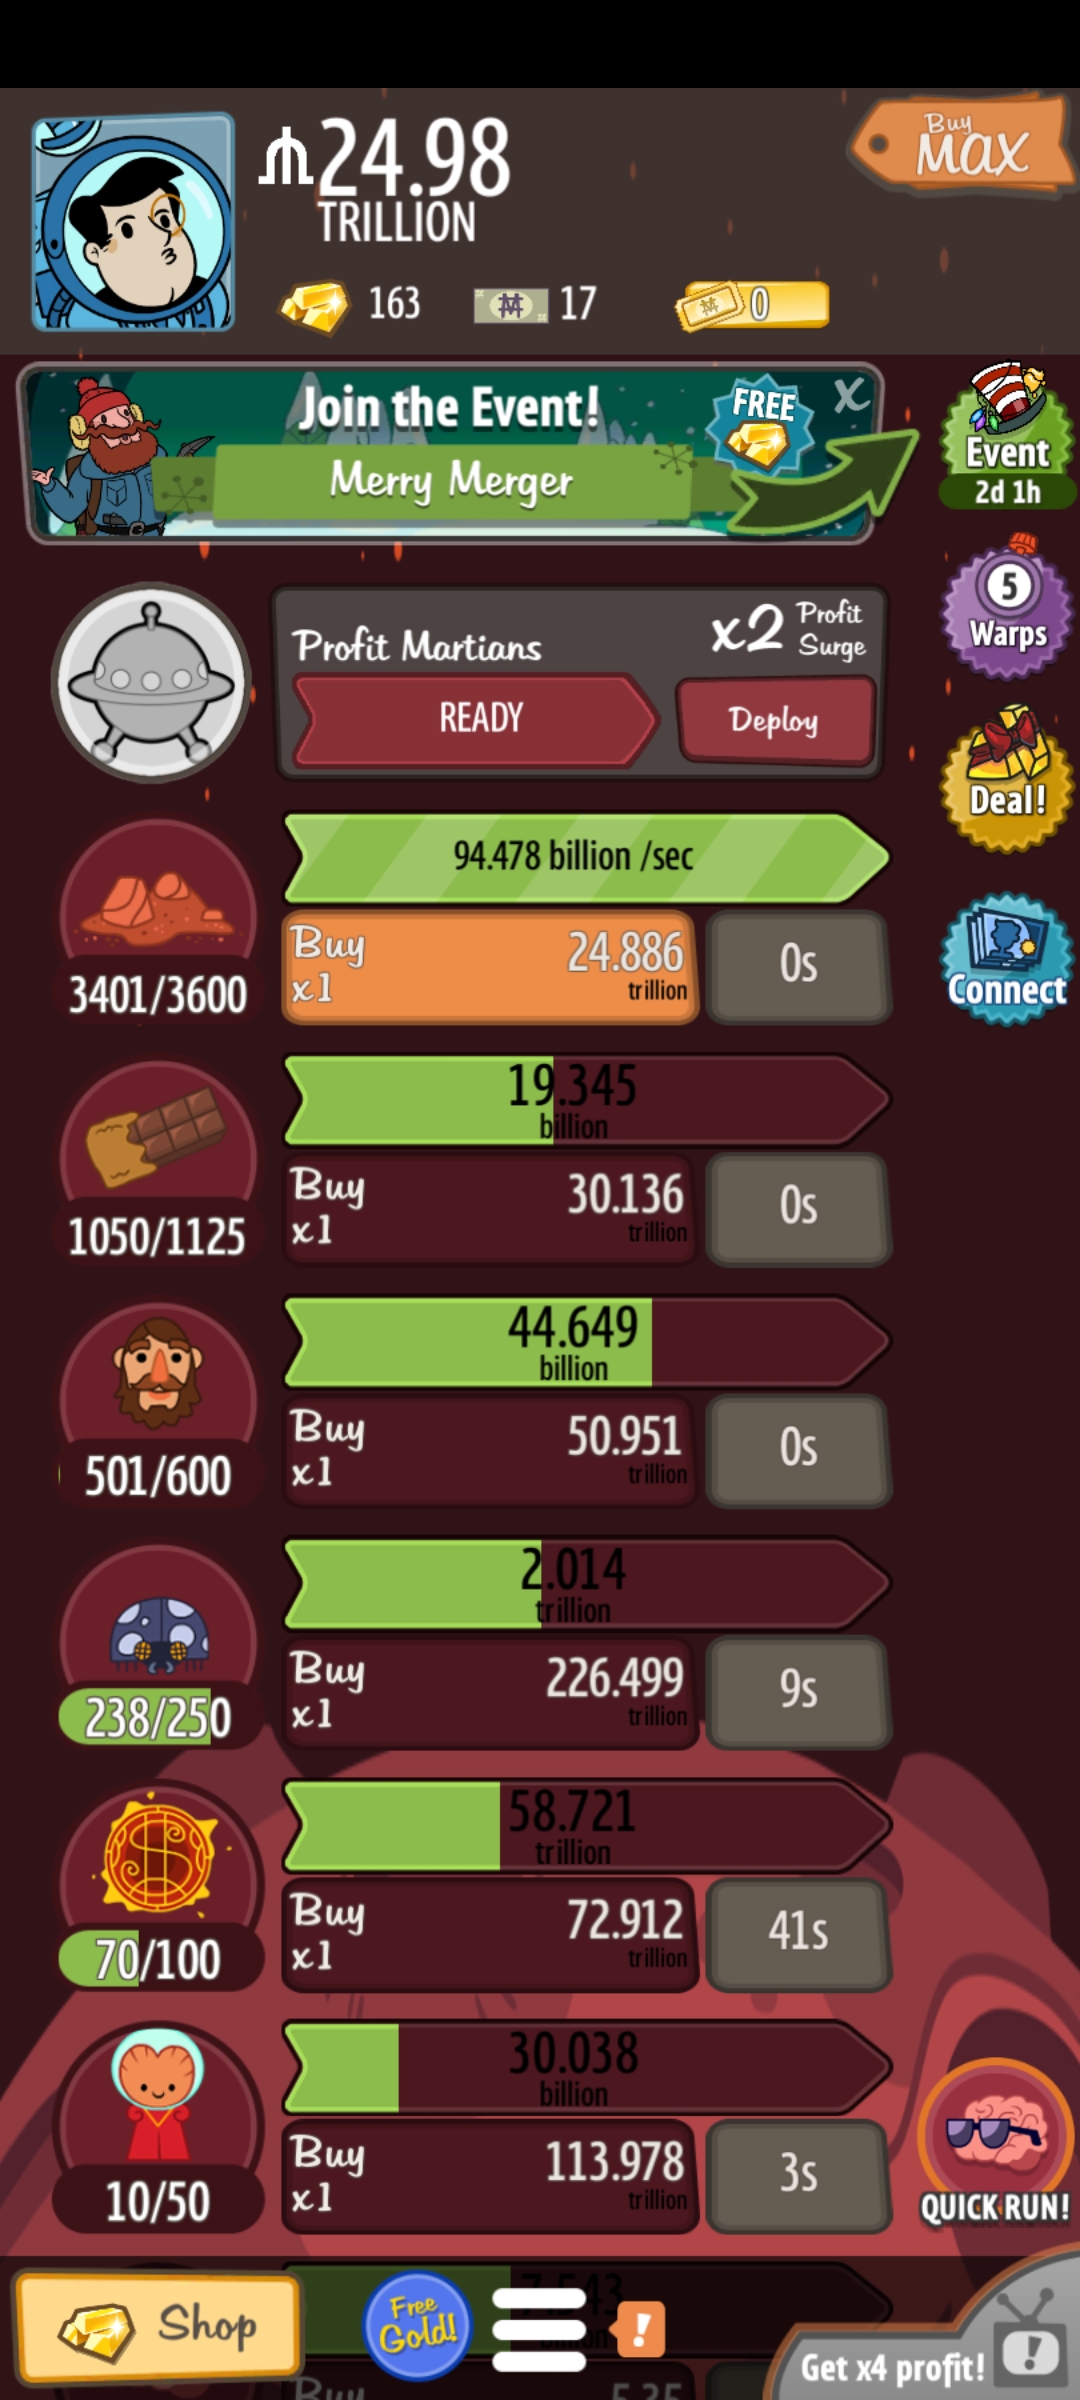 24.98
TRILLION
Buy
MAX
163
17
0
Join the Event!
FREE
X
Merry Merger
Event
2d 1h
5
Warps
Profit Martians
x2 Profit Surge
READY
Deploy
Deal!
94.478 billion /sec
Buy x1
24.886 trillion
0s
3401/3600
Connect
19.345
billion
Buy x1
30.136 trillion
0s
1050/1125
44.649
billion
Buy x1
50.951 trillion
0s
501/600
2.014
trillion
Buy x1
226.499 trillion
9s
238/250
58.721
trillion
Buy x1
72.912 trillion
41s
70/100
30.038
billion
Buy x1
113.978 trillion
3s
10/50
QUICK RUN!
Shop
Free Gold!
!
Get x4 profit!
!
Buy